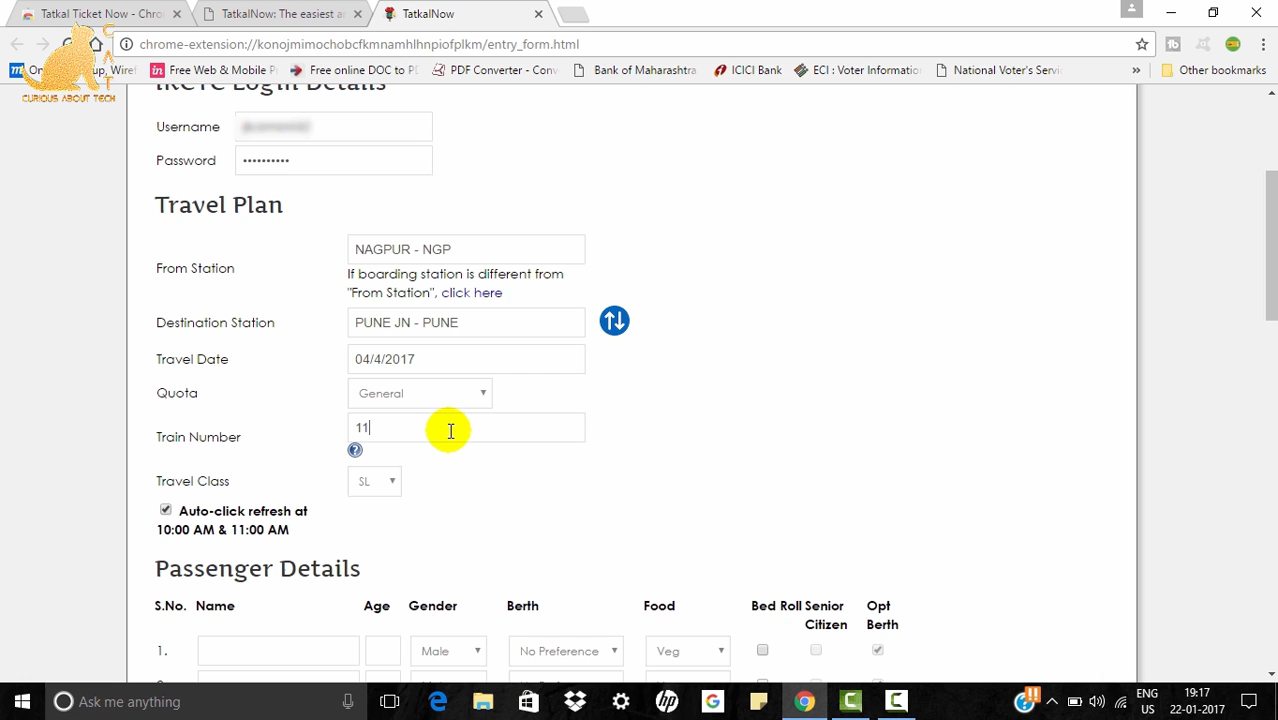 Tatkal Ticket Now - Chro
TatkalNow: The easiest a
TatkalNow
chrome-extension://konojmimochobcfkmnamhlhnpiofplkm/entry_form.html
Free Web & Mobile P
Free online DOC to P
PDF Converter - Conv
Bank of Maharashtra
ICICI Bank
ECI : Voter Information
National Voter's Servi
»
Other bookmarks
CURIOUS ABOUT TECH
IRCTC Login Details
Username
Password ••••••••••
Travel Plan
From Station NAGPUR - NGP
If boarding station is different from
"From Station", click here
Destination Station PUNE JN - PUNE
Travel Date 04/4/2017
Quota General
Train Number 11
Travel Class SL
Auto-click refresh at
10:00 AM & 11:00 AM
Passenger Details
S.No. Name Age Gender Berth Food Bed Roll Senior Citizen Opt Berth
1. Male No Preference Veg
Ask me anything
ENG 19:17
US 22-01-2017